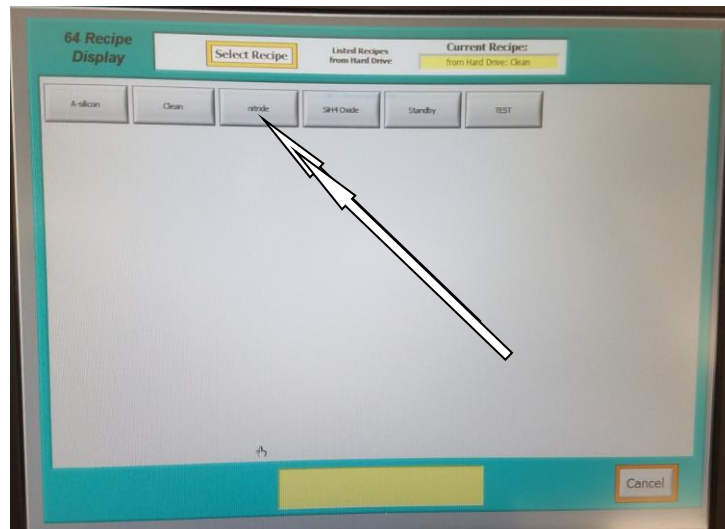 64 Recipe
Display
Select Recipe
Listed Recipes
from Hard Drive
Current Recipe:
from Hard Drive: Clean
A-silicon
Clean
nitride
SiH4 Oxide
Standby
TEST
Cancel